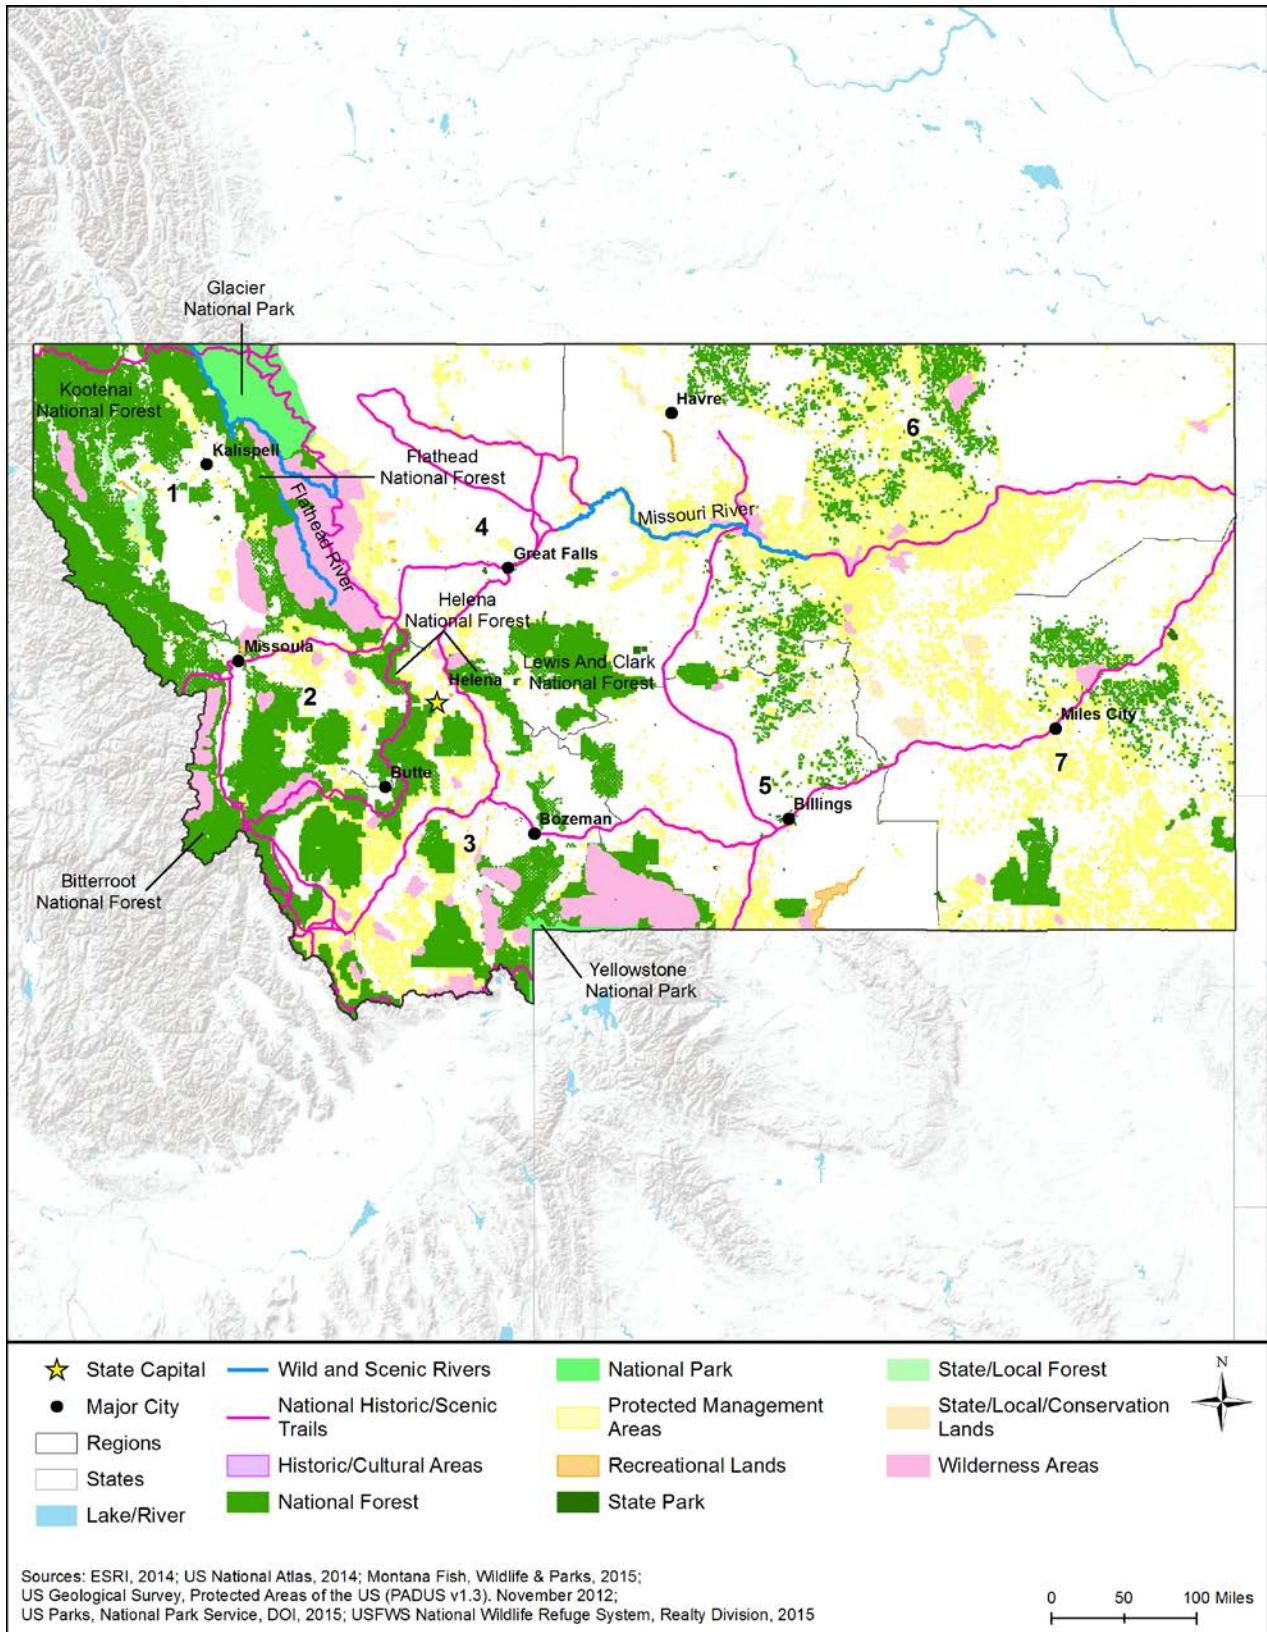 Glacier
National Park
Kootenai
National Forest
Havre
6
Kalispell
Flathead
National Forest
1
Flathead River
Missouri River
4
Great Falls
Helena
National Forest
Missoula
Lewis And Clark
National Forest
Helena
2
Miles City
7
Butte
5
Billings
Bozeman
3
Bitterroot
National Forest
Yellowstone
National Park
State Capital
Major City
Regions
States
Lake/River
Wild and Scenic Rivers
National Historic/Scenic
Trails
Historic/Cultural Areas
National Forest
National Park
Protected Management
Areas
Recreational Lands
State Park
State/Local Forest
State/Local/Conservation
Lands
Wilderness Areas
N
Sources: ESRI, 2014; US National Atlas, 2014; Montana Fish, Wildlife & Parks, 2015;
US Geological Survey, Protected Areas of the US (PADUS v1.3). November 2012;
US Parks, National Park Service, DOI, 2015; USFWS National Wildlife Refuge System, Realty Division, 2015
0 50 100 Miles